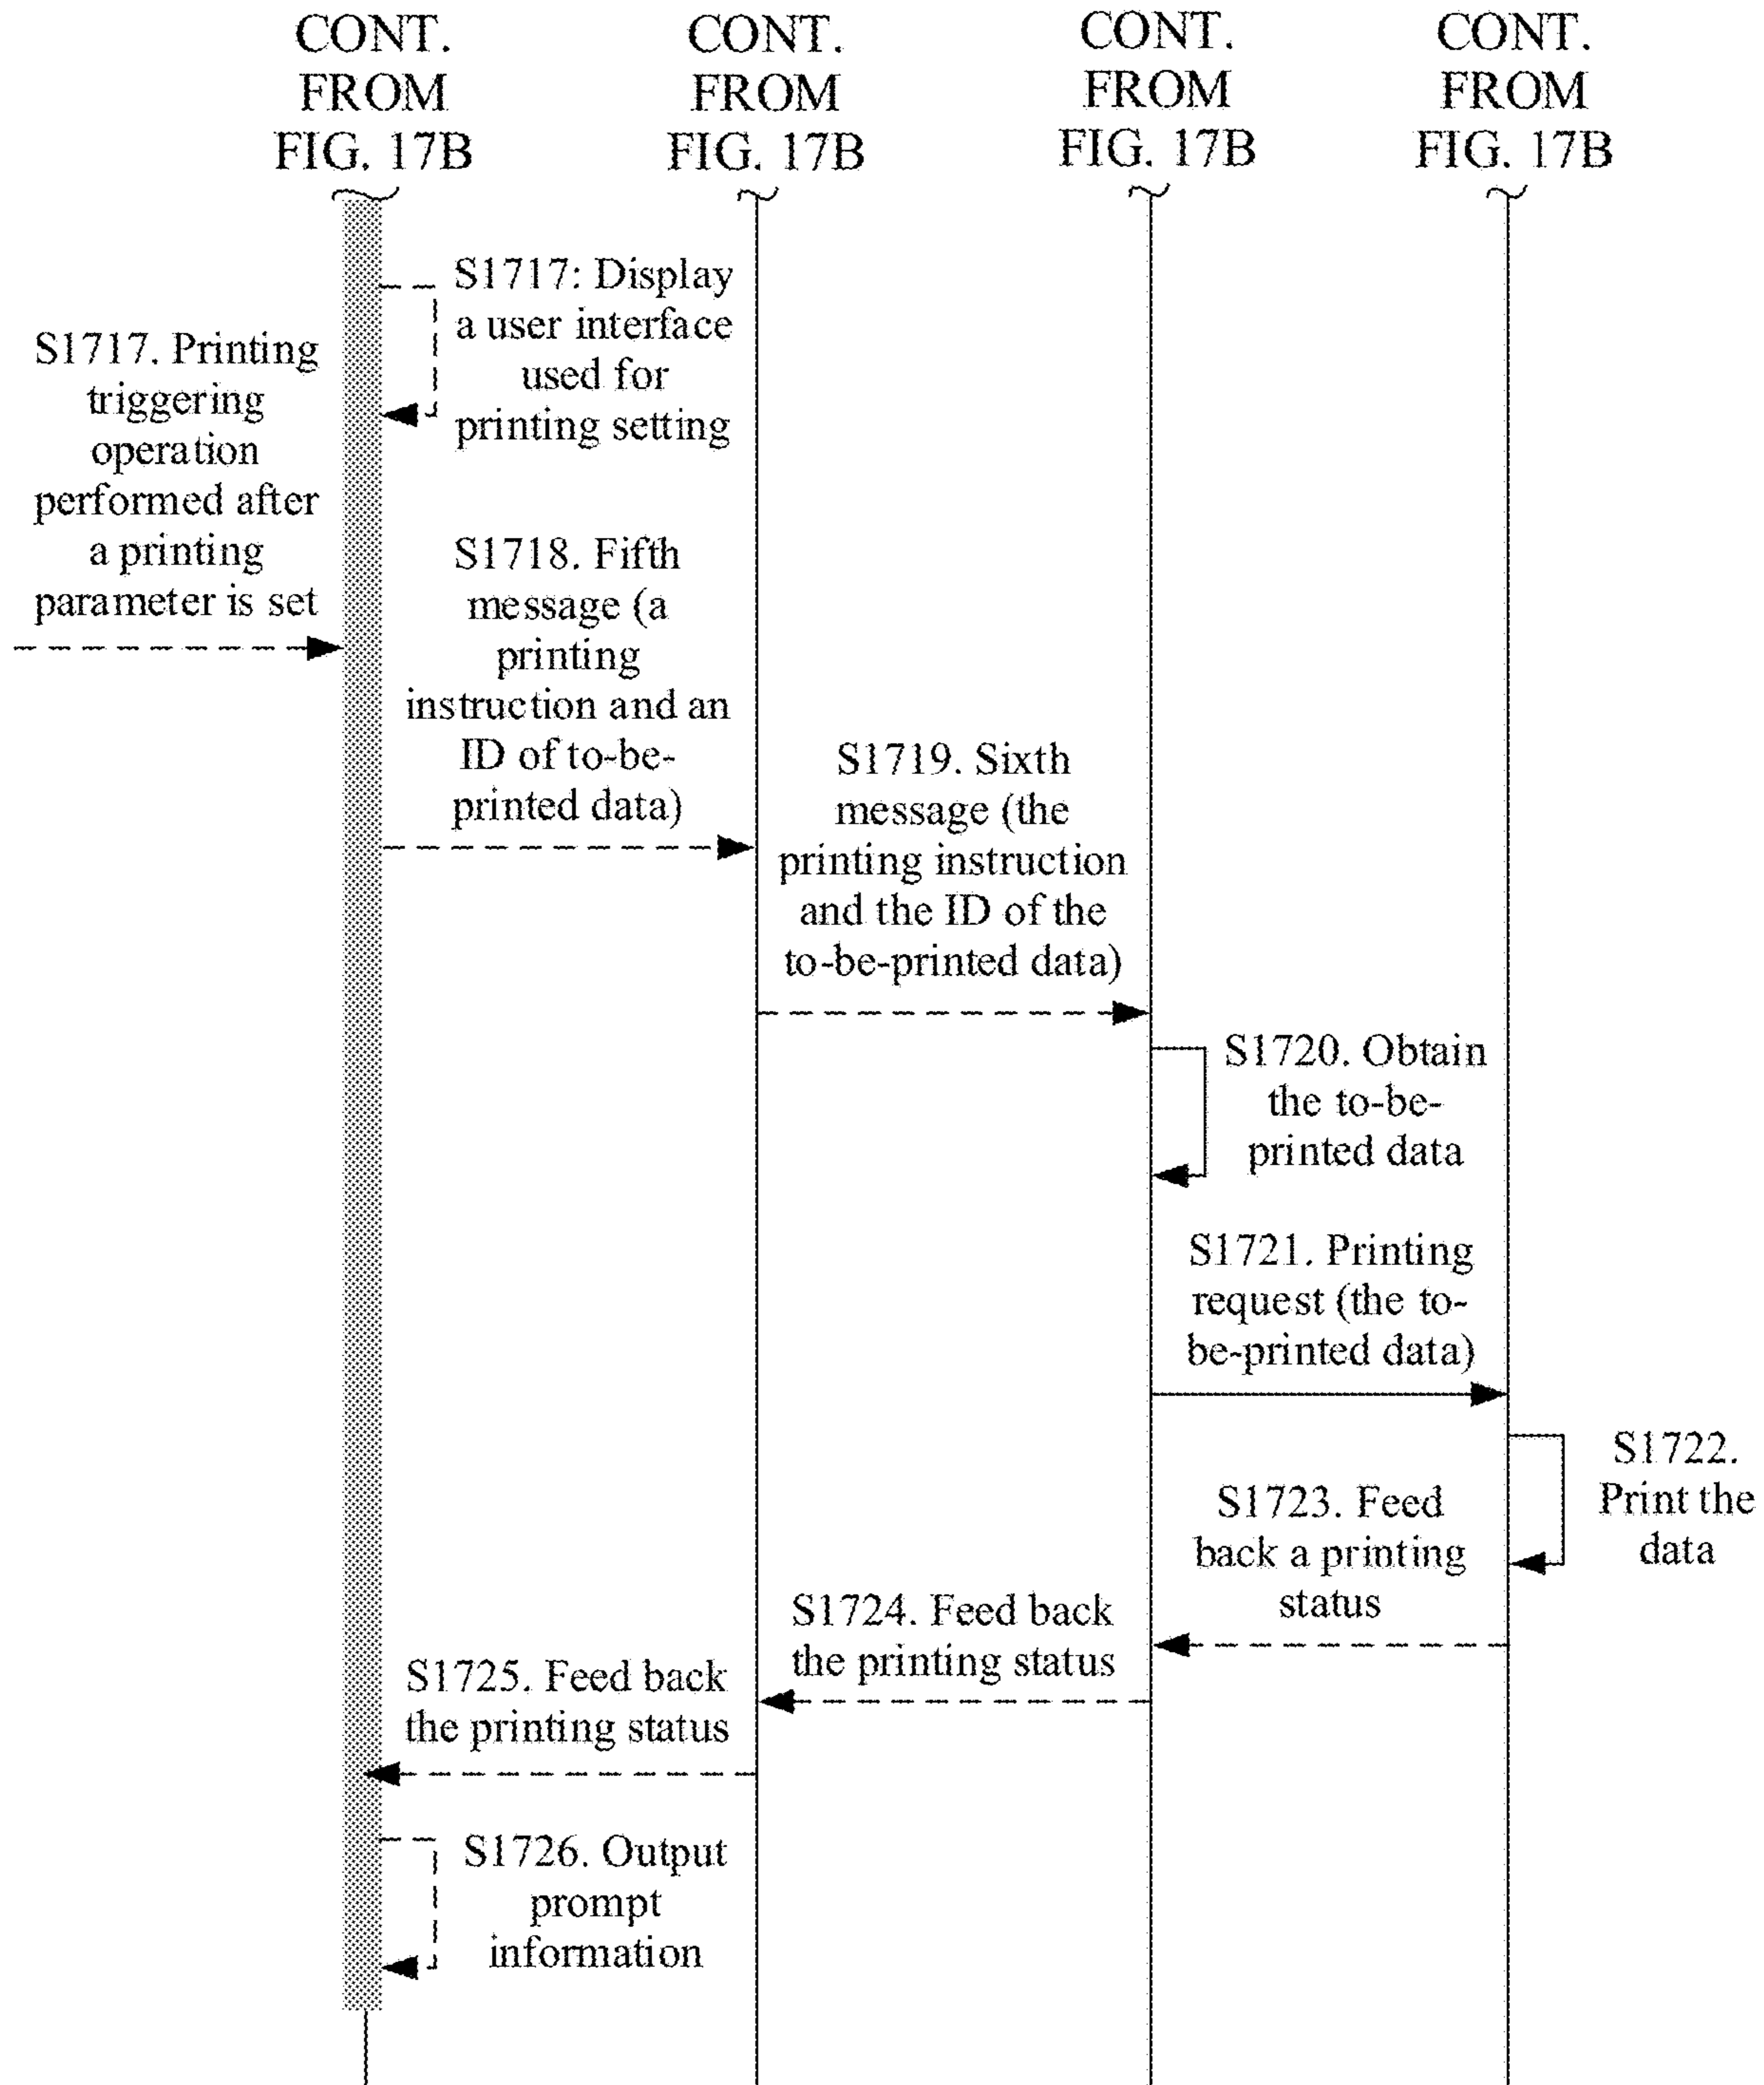 CONT.
FROM
FIG. 17B
CONT.
FROM
FIG. 17B
CONT.
FROM
FIG. 17B
CONT.
FROM
FIG. 17B
S1717: Display
a user interface
used for
printing setting
S1717. Printing
triggering
operation
performed after
a printing
parameter is set
S1718. Fifth
message (a
printing
instruction and an
ID of to-be-
printed data)
S1719. Sixth
message (the
printing instruction
and the ID of the
to-be-printed data)
S1720. Obtain
the to-be-
printed data
S1721. Printing
request (the to-
be-printed data)
S1722.
Print the
data
S1723. Feed
back a printing
status
S1724. Feed back
the printing status
S1725. Feed back
the printing status
S1726. Output
prompt
information